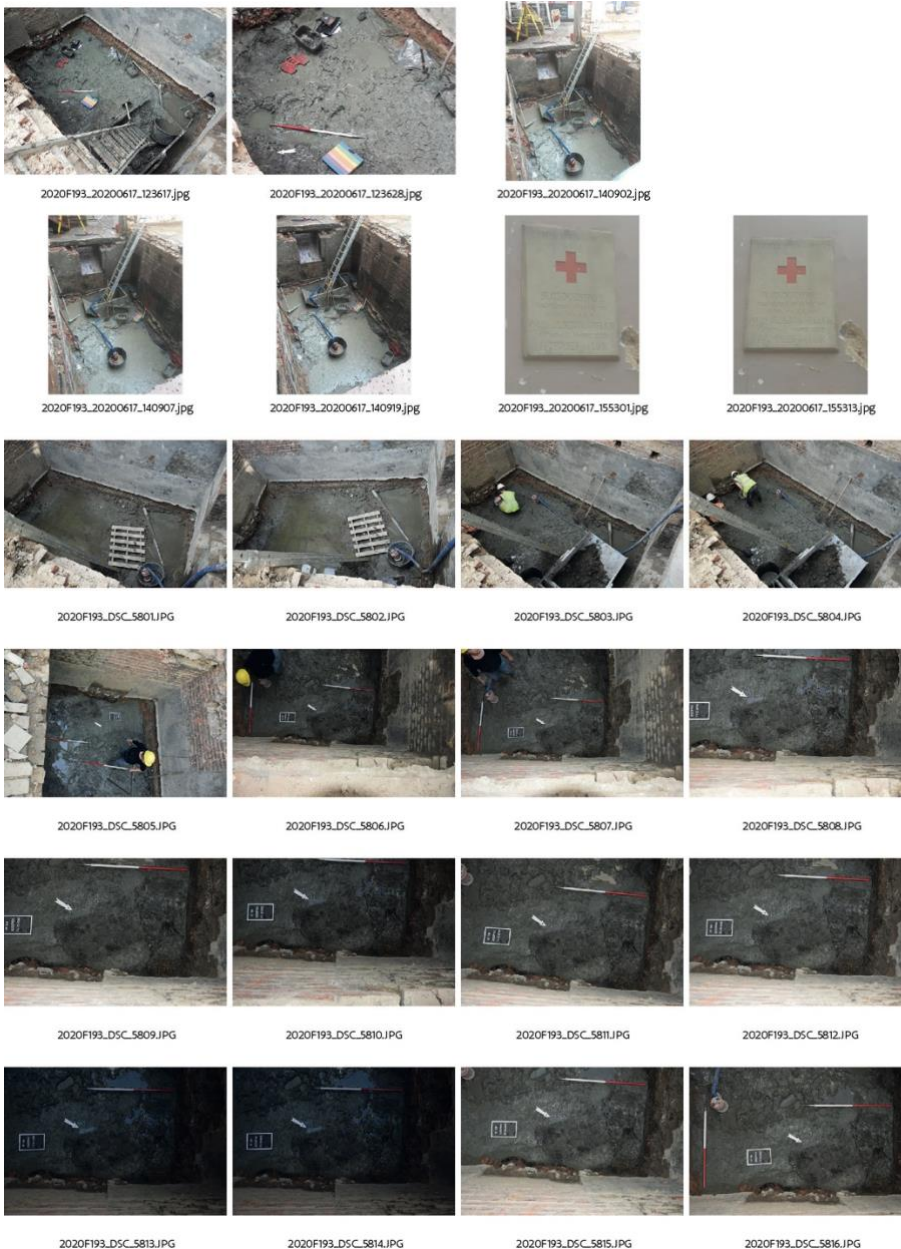 2020F193_20200617_123617.jpg
2020F193_20200617_123628.jpg
2020F193_20200617_140902.jpg
2020F193_20200617_140907.jpg
2020F193_20200617_140919.jpg
2020F193_20200617_155301.jpg
2020F193_20200617_155313.jpg
2020F193_DSC_5801.JPG
2020F193_DSC_5802.JPG
2020F193_DSC_5803.JPG
2020F193_DSC_5804.JPG
2020F193_DSC_5805.JPG
2020F193_DSC_5806.JPG
2020F193_DSC_5807.JPG
2020F193_DSC_5808.JPG
2020F193_DSC_5809.JPG
2020F193_DSC_5810.JPG
2020F193_DSC_5811.JPG
2020F193_DSC_5812.JPG
2020F193_DSC_5813.JPG
2020F193_DSC_5814.JPG
2020F193_DSC_5815.JPG
2020F193_DSC_5816.JPG